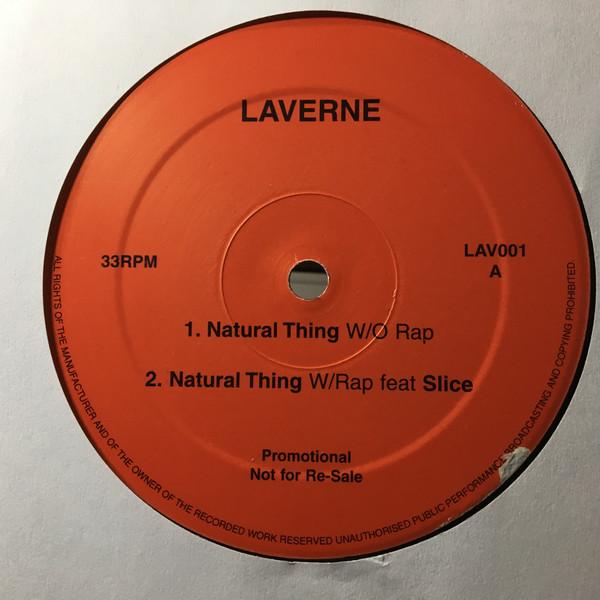 LAVERNE
33RPM
LAV001
A
1. Natural Thing W/O Rap
2. Natural Thing W/Rap feat Slice
Promotional
Not for Re-Sale
ALL RIGHTS OF THE MANUFACTURER AND OF THE OWNER OF THE RECORDED WORK RESERVED UNAUTHORISED PUBLIC PERFORMANCE BROADCASTING AND COPYING PROHIBITED.